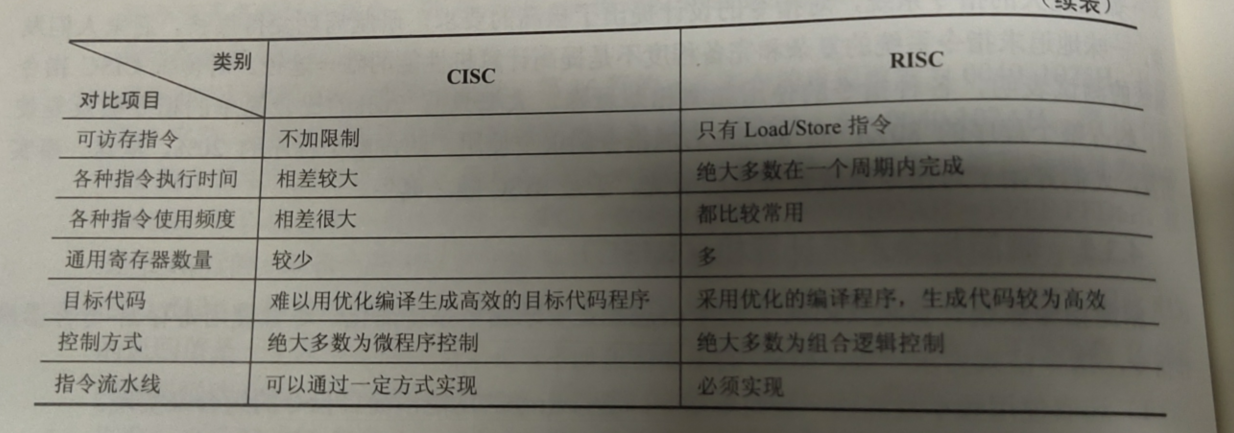 （续表）
类别
对比项目
CISC
RISC
可访存指令 不加限制 只有 Load/Store 指令
各种指令执行时间 相差较大 绝大多数在一个周期内完成
各种指令使用频度 相差很大 都比较常用
通用寄存器数量 较少 多
目标代码 难以用优化编译生成高效的目标代码程序 采用优化的编译程序，生成代码较为高效
控制方式 绝大多数为微程序控制 绝大多数为组合逻辑控制
指令流水线 可以通过一定方式实现 必须实现